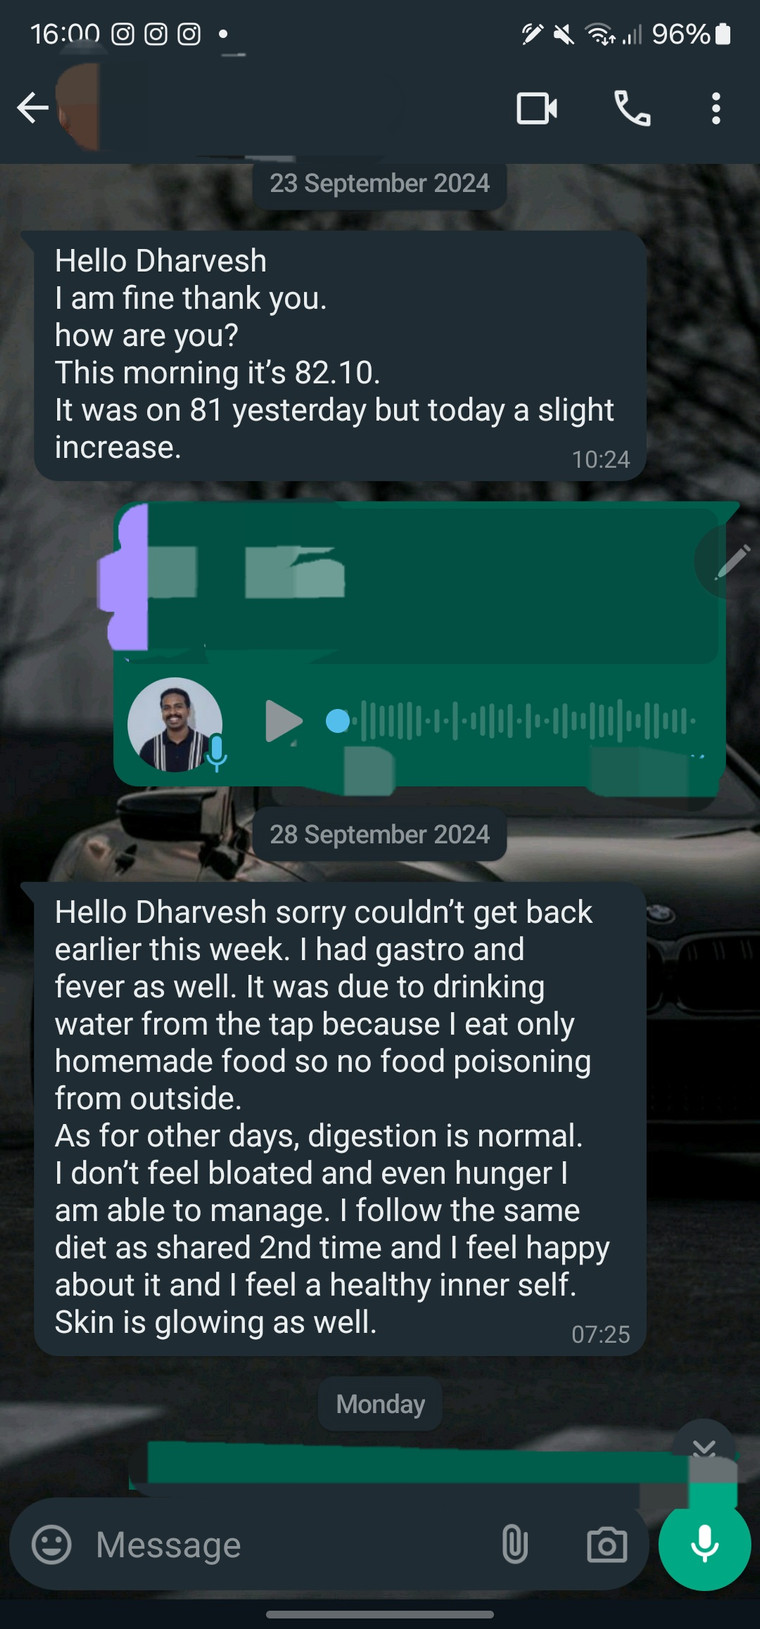 16:00
96%
23 September 2024
Hello Dharvesh
I am fine thank you.
how are you?
This morning it's 82.10.
It was on 81 yesterday but today a slight
increase.
10:24
28 September 2024
Hello Dharvesh sorry couldn't get back
earlier this week. I had gastro and
fever as well. It was due to drinking
water from the tap because I eat only
homemade food so no food poisoning
from outside.
As for other days, digestion is normal.
I don't feel bloated and even hunger I
am able to manage. I follow the same
diet as shared 2nd time and I feel happy
about it and I feel a healthy inner self.
Skin is glowing as well.
07:25
Monday
Message